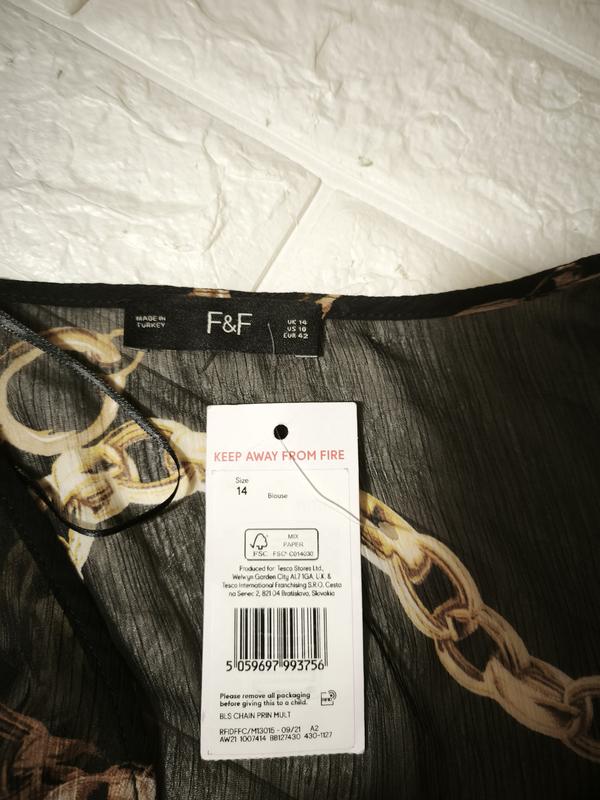 MADE IN
TURKEY
F&F
UK 14
US 10
EUR 42
KEEP AWAY FROM FIRE
Size
14
Blouse
FSC
MIX
PAPER
FSC® C014030
Produced for: Tesco Stores Ltd.,
Welwyn Garden City AL7 1GA, U.K. &
Tesco International Franchising S.R.O. Cesta
na Senec 2, 821 04 Bratislava, Slovakia
5 059697 993756
Please remove all packaging
before giving this to a child.
BLS CHAIN PRIN MULT
RFIDFFC/M13015 - 09/21 A2
AW21 1007414 BB127430 430-1127